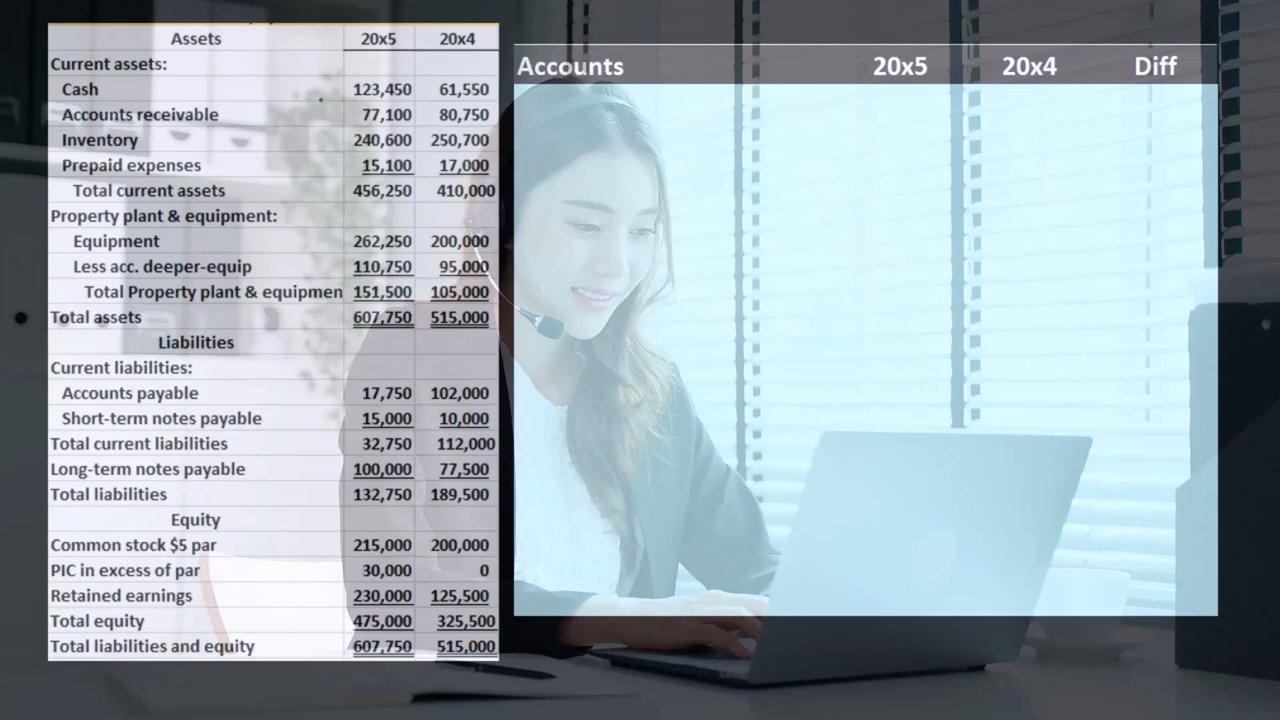 Assets 20x5 20x4
Current assets:
Cash 123,450 61,550
Accounts receivable 77,100 80,750
Inventory 240,600 250,700
Prepaid expenses 15,100 17,000
Total current assets 456,250 410,000
Property plant & equipment:
Equipment 262,250 200,000
Less acc. deeper-equip 110,750 95,000
Total Property plant & equipmen 151,500 105,000
Total assets 607,750 515,000
Liabilities
Current liabilities:
Accounts payable 17,750 102,000
Short-term notes payable 15,000 10,000
Total current liabilities 32,750 112,000
Long-term notes payable 100,000 77,500
Total liabilities 132,750 189,500
Equity
Common stock $5 par 215,000 200,000
PIC in excess of par 30,000 0
Retained earnings 230,000 125,500
Total equity 475,000 325,500
Total liabilities and equity 607,750 515,000
Accounts 20x5 20x4 Diff